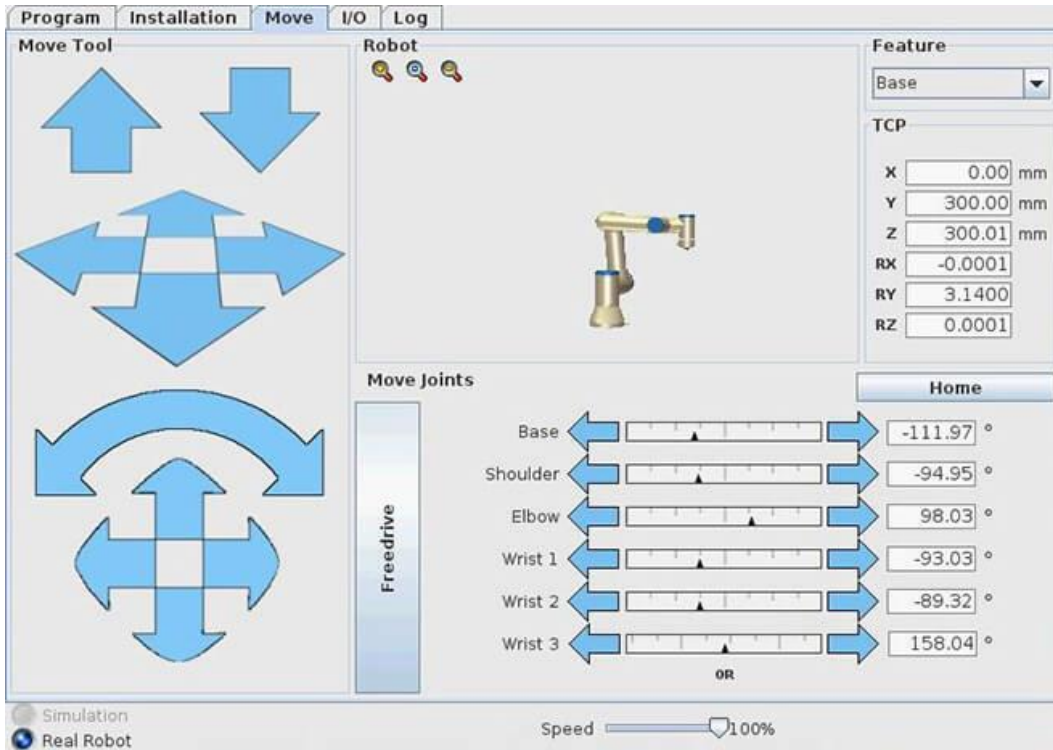 Program Installation Move I/O Log
Move Tool
Robot
Feature
Base
TCP
X 0.00 mm
Y 300.00 mm
Z 300.01 mm
RX -0.0001
RY 3.1400
RZ 0.0001
Move Joints
Home
Freedrive
Base -111.97 °
Shoulder -94.95 °
Elbow 98.03 °
Wrist 1 -93.03 °
Wrist 2 -89.32 °
Wrist 3 158.04 °
0R
Simulation
Real Robot
Speed 100%